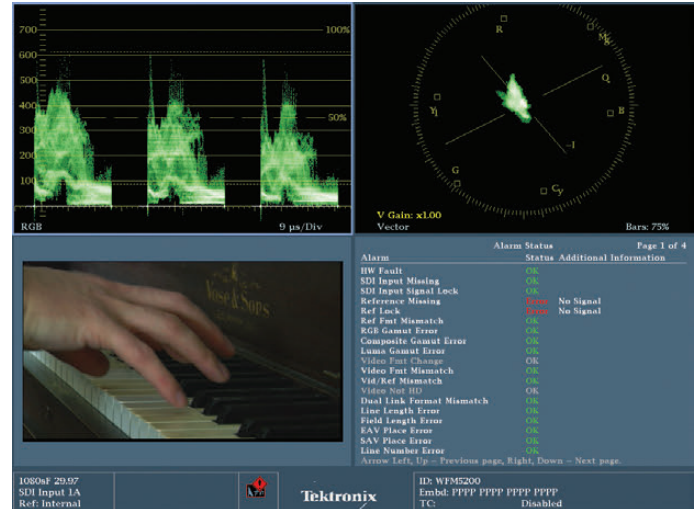 700
600
500
400
300
200
100
100%
50%
RGB
9 µs/Div
R
Mg
Q
B
Yl
-I
G
Cy
V Gain: x1.00
Vector
Bars: 75%
Vose & Sons
Alarm Status
Page 1 of 4
Alarm
Status
Additional Information
HW Fault OK
SDI Input Missing OK
SDI Input Signal Lock OK
Reference Missing Error No Signal
Ref Lock Error No Signal
Ref Fmt Mismatch OK
RGB Gamut Error OK
Composite Gamut Error OK
Luma Gamut Error OK
Video Fmt Change OK
Video Fmt Mismatch OK
Vid/Ref Mismatch OK
Video Not HD OK
Dual Link Format Mismatch OK
Line Length Error OK
Field Length Error OK
EAV Place Error OK
SAV Place Error OK
Line Number Error OK
Arrow Left, Up – Previous page, Right, Down – Next page.
1080sF 29.97
SDI Input 1A
Ref: Internal
Tektronix
ID: WFM5200
Embd: PPPP PPPP PPPP PPPP
TC: Disabled